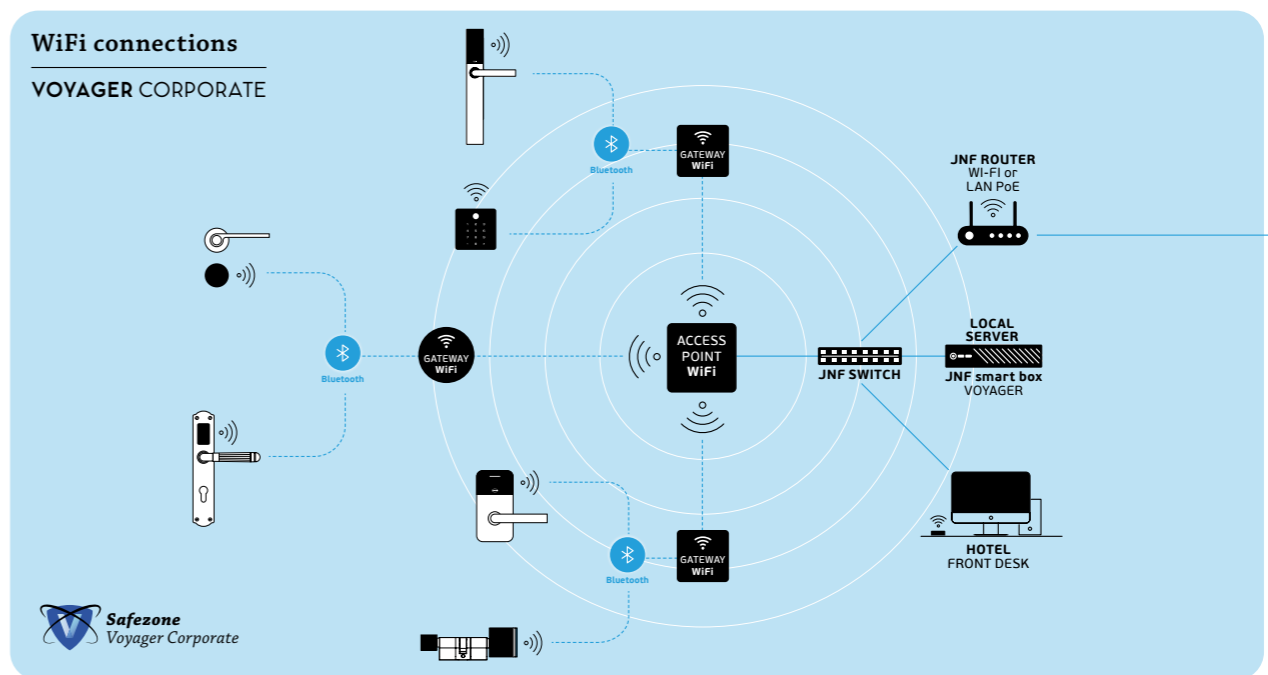 WiFi connections
VOYAGER CORPORATE
Bluetooth
GATEWAY
WiFi
JNF ROUTER
WI-FI or
LAN PoE
Bluetooth
GATEWAY
WiFi
ACCESS
POINT
WiFi
JNF SWITCH
LOCAL
SERVER
JNF smart box
VOYAGER
Bluetooth
GATEWAY
WiFi
HOTEL
FRONT DESK
V
Safezone
Voyager Corporate